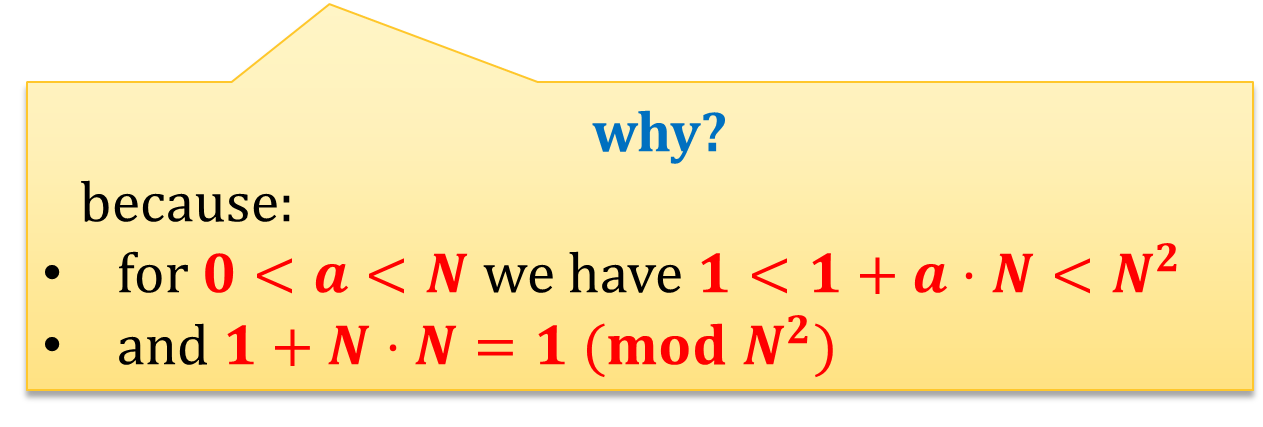 why?
because:
• for 0 < a < N we have 1 < 1 + a · N < N²
• and 1 + N · N = 1 (mod N²)